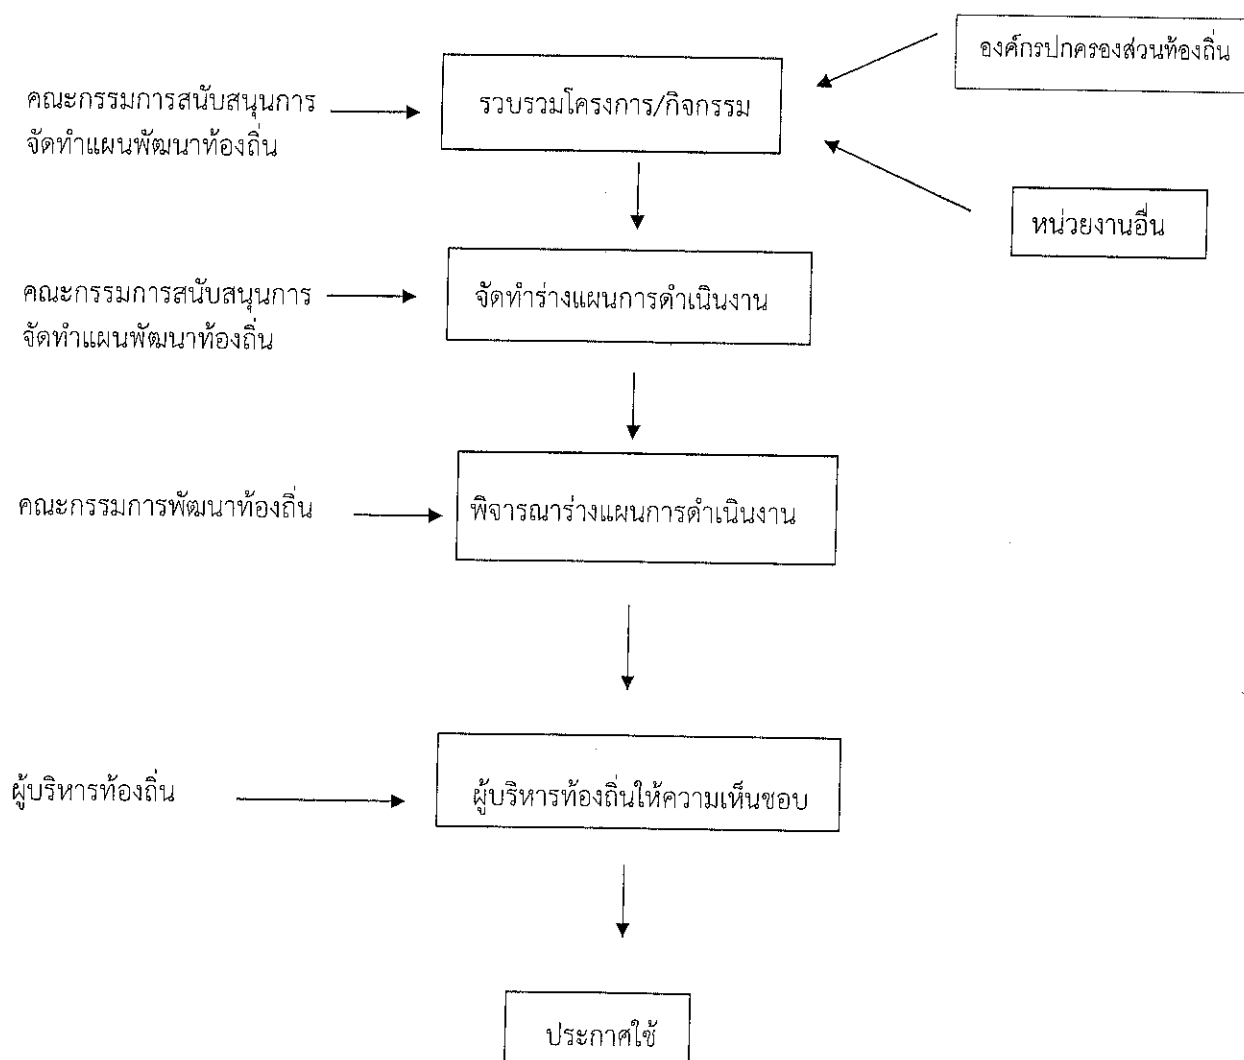 องค์กรปกครองส่วนท้องถิ่น
คณะกรรมการสนับสนุนการ
จัดทำแผนพัฒนาท้องถิ่น
รวบรวมโครงการ/กิจกรรม
หน่วยงานอื่น
คณะกรรมการสนับสนุนการ
จัดทำแผนพัฒนาท้องถิ่น
จัดทำร่างแผนการดำเนินงาน
คณะกรรมการพัฒนาท้องถิ่น
พิจารณาร่างแผนการดำเนินงาน
ผู้บริหารท้องถิ่น
ผู้บริหารท้องถิ่นให้ความเห็นชอบ
ประกาศใช้